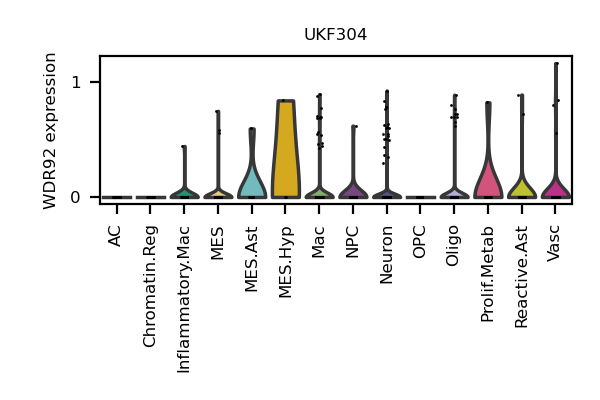 UKF304
WDR92 expression
1
0
AC
Chromatin.Reg
Inflammatory.Mac
MES
MES.Ast
MES.Hyp
Mac
NPC
Neuron
OPC
Oligo
Prolif.Metab
Reactive.Ast
Vasc